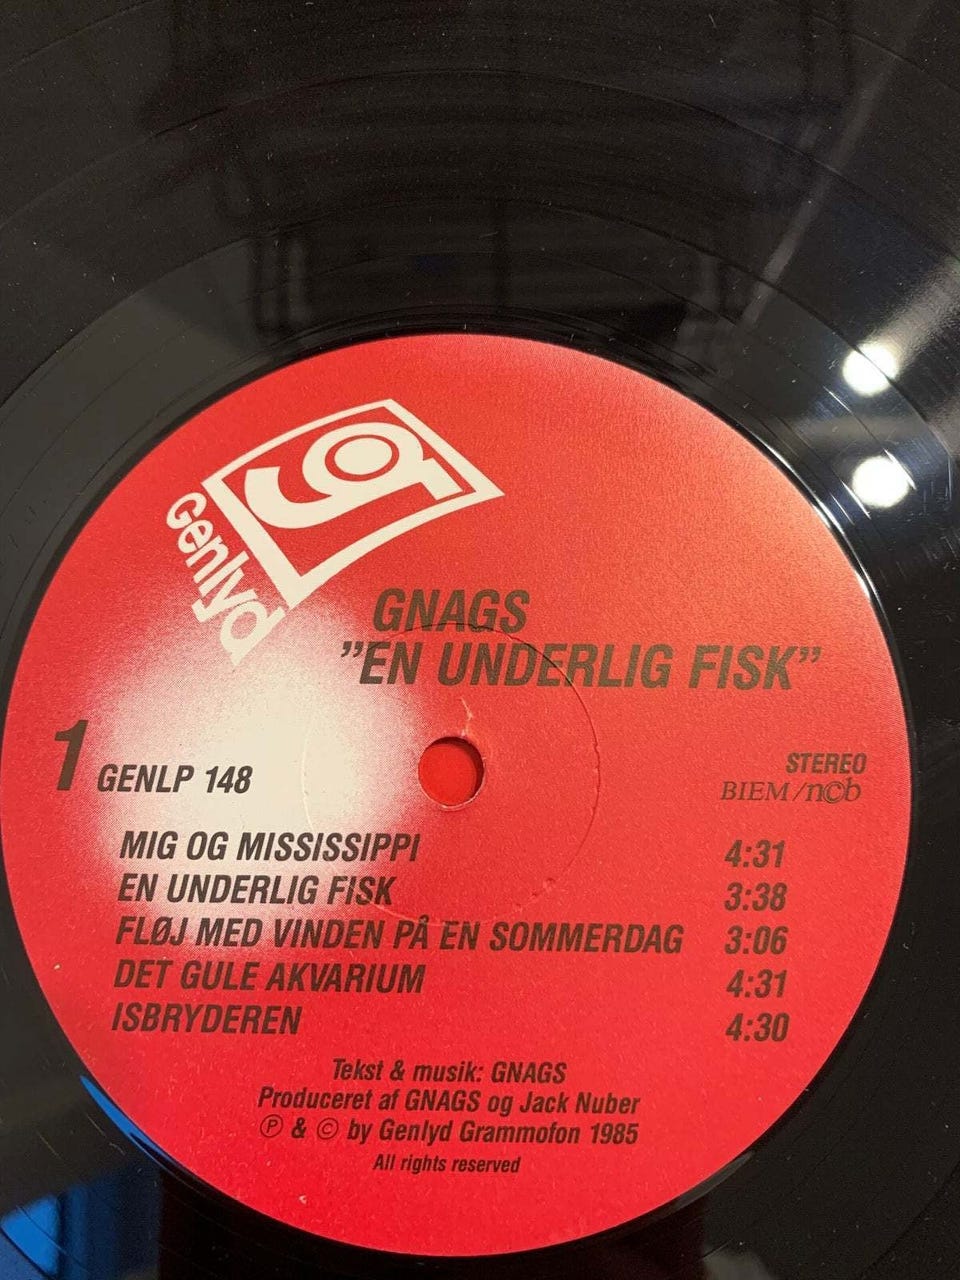 g
Genlyd
GNAGS
”EN UNDERLIG FISK”
1 GENLP 148
STEREO
BIEM/n©b
MIG OG MISSISSIPPI 4:31
EN UNDERLIG FISK 3:38
FLØJ MED VINDEN PÅ EN SOMMERDAG 3:06
DET GULE AKVARIUM 4:31
ISBRYDEREN 4:30
Tekst & musik: GNAGS
Produceret af GNAGS og Jack Nuber
Ⓟ & © by Genlyd Grammofon 1985
All rights reserved